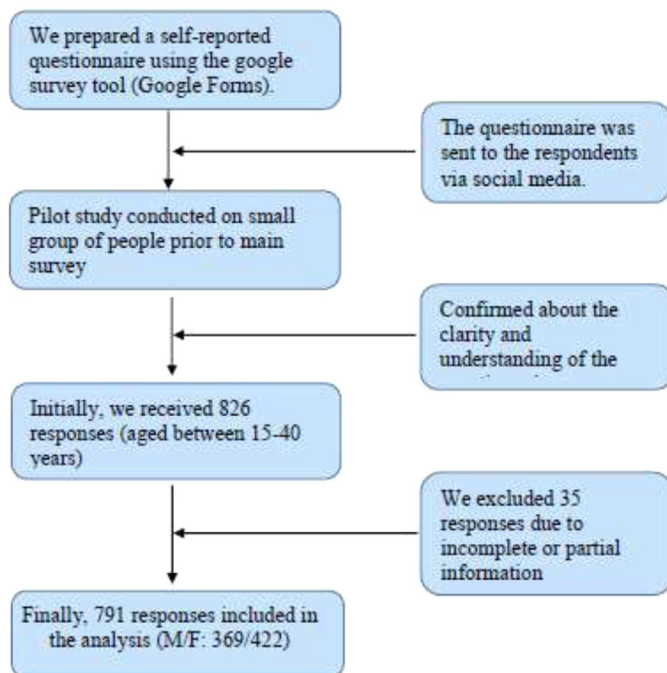 We prepared a self-reported
questionnaire using the google
survey tool (Google Forms).
The questionnaire was
sent to the respondents
via social media.
Pilot study conducted on small
group of people prior to main
survey
Confirmed about the
clarity and
understanding of the
Initially, we received 826
responses (aged between 15-40
years)
We excluded 35
responses due to
incomplete or partial
information
Finally, 791 responses included in
the analysis (M/F: 369/422)